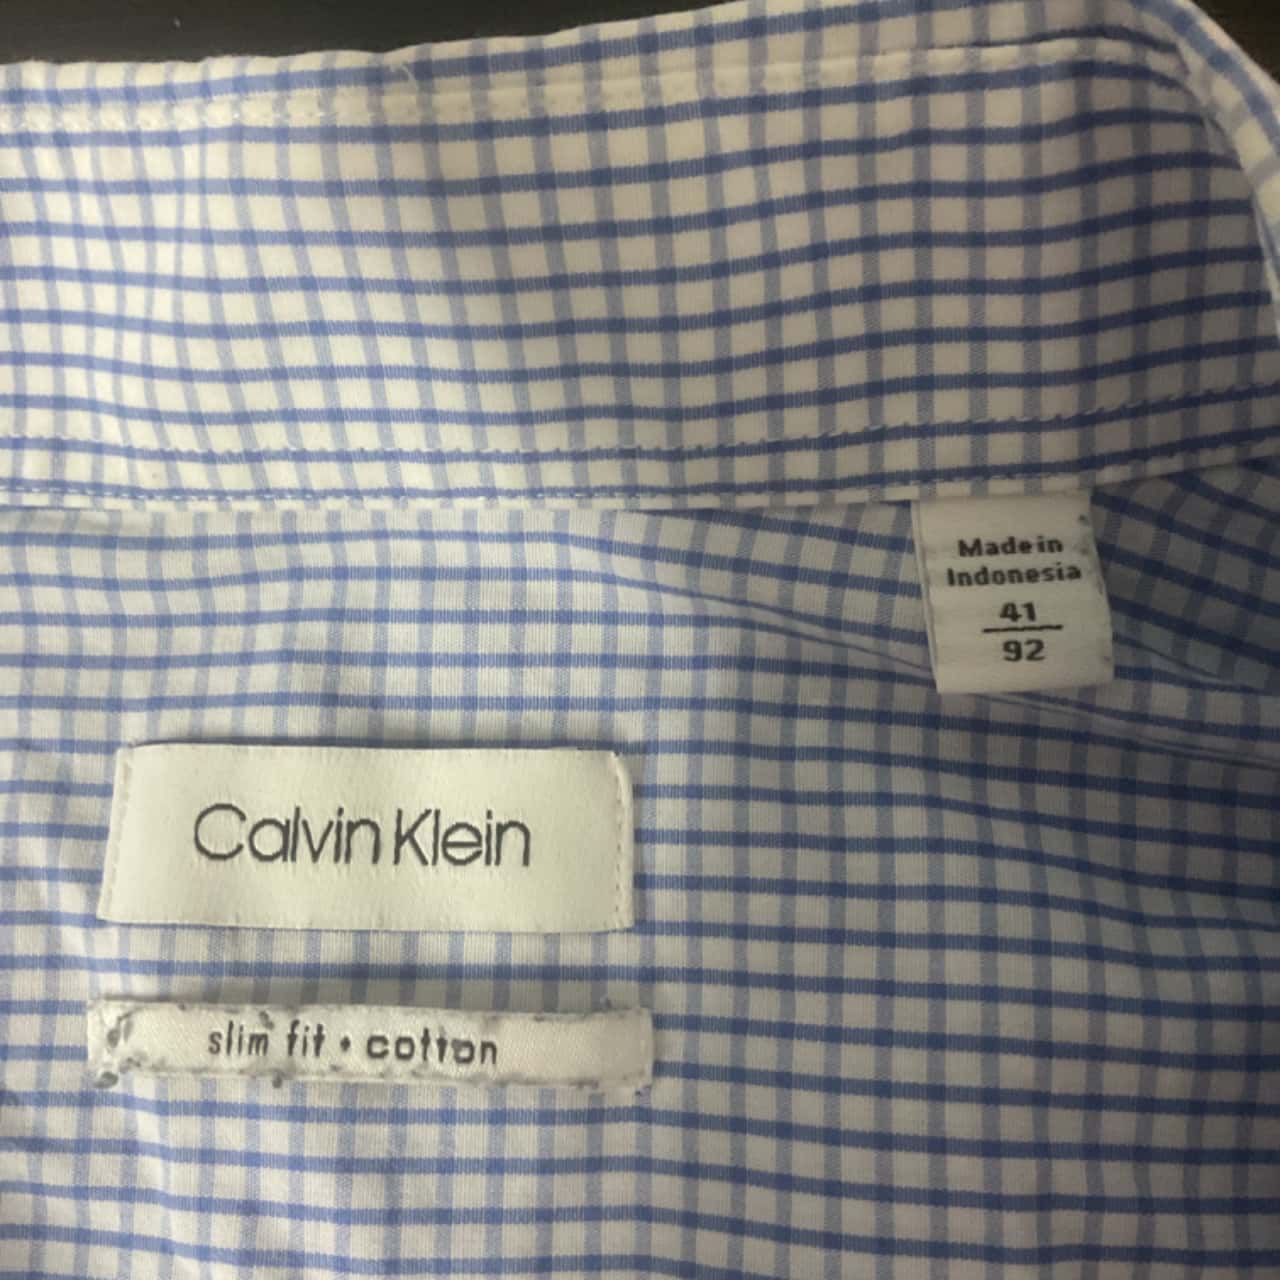 Made in
Indonesia
41
92
Calvin Klein
slim fit • cotton